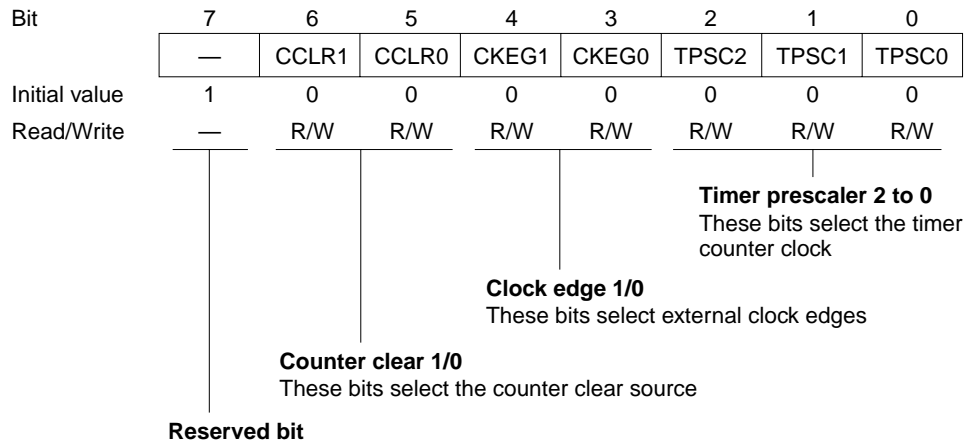 Bit 7 6 5 4 3 2 1 0
— CCLR1 CCLR0 CKEG1 CKEG0 TPSC2 TPSC1 TPSC0
Initial value 1 0 0 0 0 0 0 0
Read/Write — R/W R/W R/W R/W R/W R/W R/W
Timer prescaler 2 to 0
These bits select the timer
counter clock
Clock edge 1/0
These bits select external clock edges
Counter clear 1/0
These bits select the counter clear source
Reserved bit